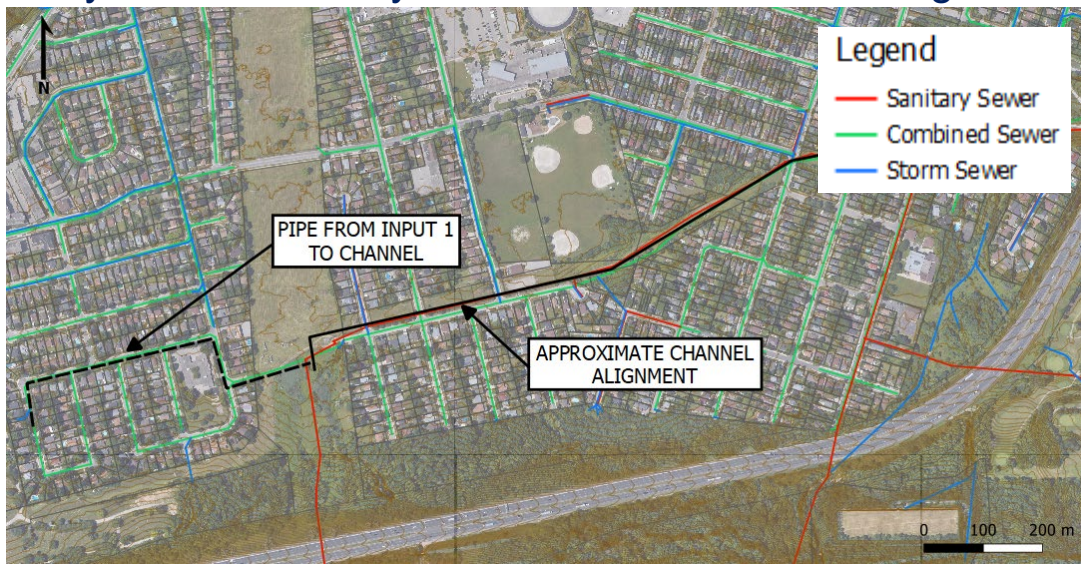 N
Legend
Sanitary Sewer
Combined Sewer
Storm Sewer
PIPE FROM INPUT 1
TO CHANNEL
APPROXIMATE CHANNEL
ALIGNMENT
0 100 200 m